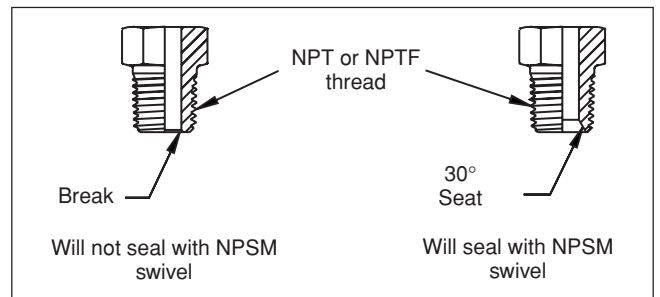 NPT or NPTF
thread
Break
30°
Seat
Will not seal with NPSM
swivel
Will seal with NPSM
swivel